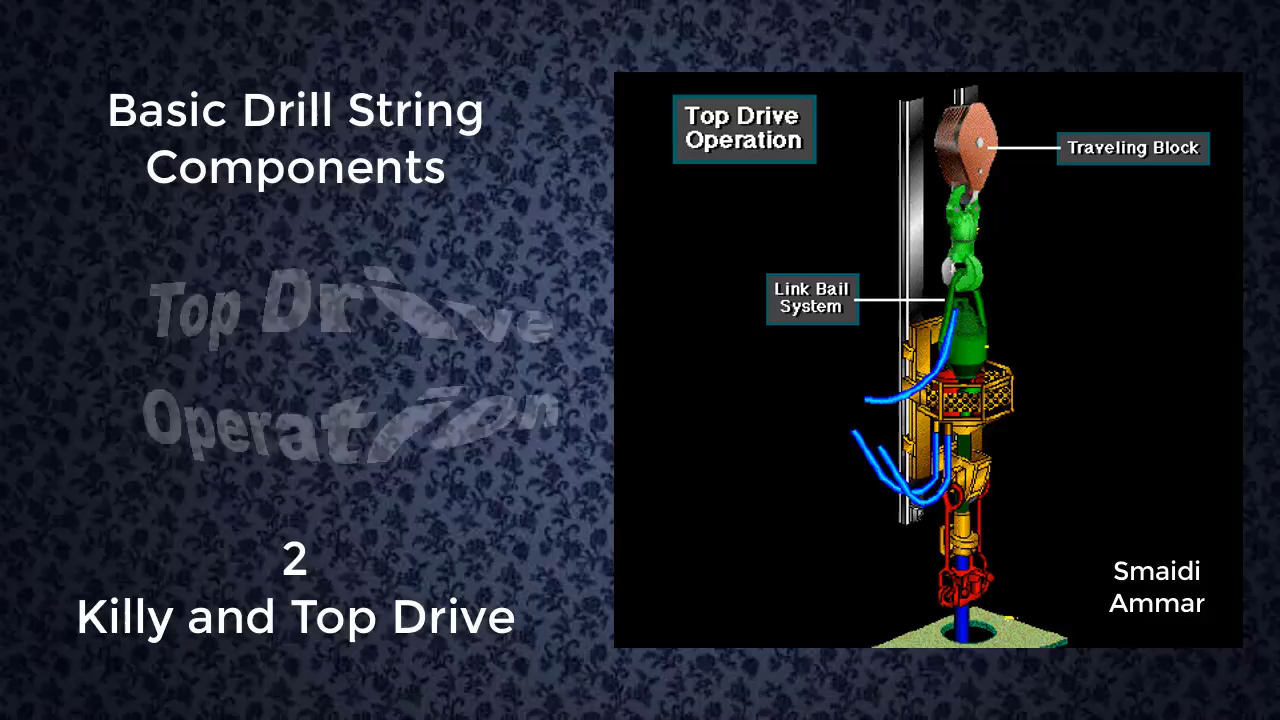 Basic Drill String
Components
Top Drive
Operation
2
Killy and Top Drive
Top Drive
Operation
Traveling Block
Link Bail
System
Smaidi
Ammar